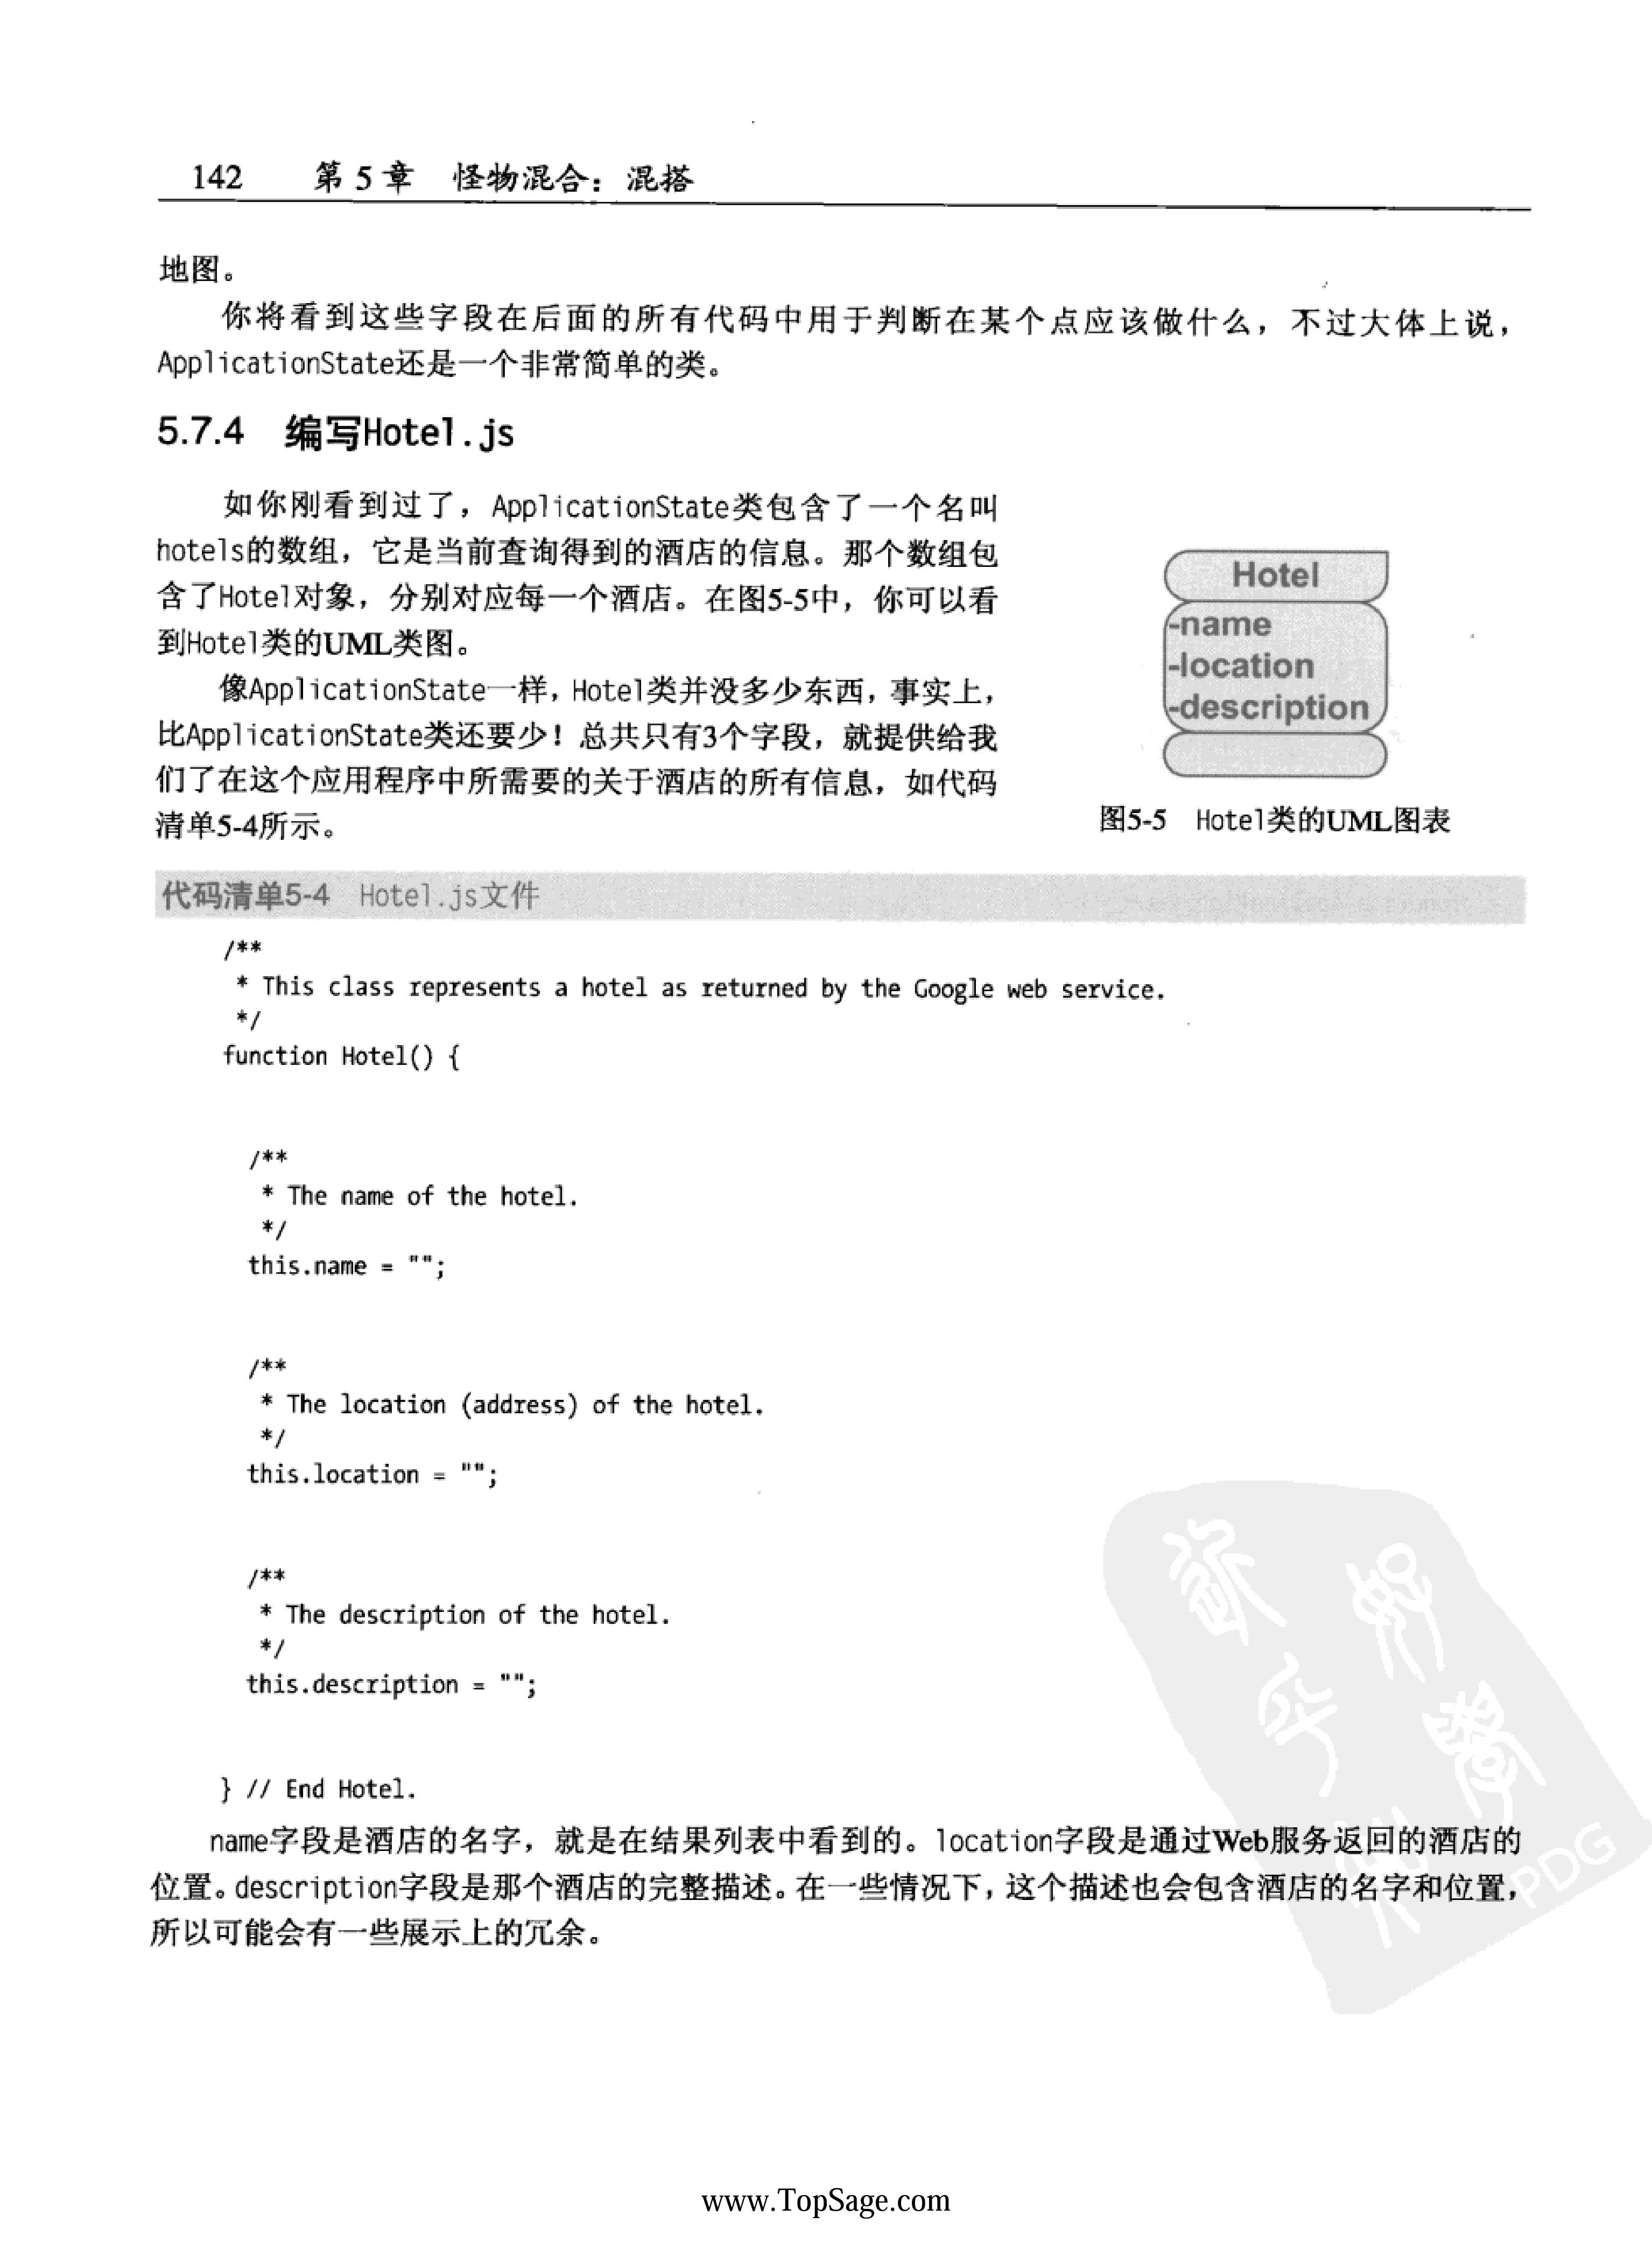 142 第 5 章 怪物混合：混搭
地图。
你将看到这些字段在后面的所有代码中用于判断在某个点应该做什么，不过大体上说，
ApplicationState还是一个非常简单的类。
5.7.4 编写Hotel.js
如你刚看到过了，ApplicationState类包含了一个名叫
hotels的数组，它是当前查询得到的酒店的信息。那个数组包
含了Hotel对象，分别对应每一个酒店。在图5-5中，你可以看
到Hotel类的UML类图。
像ApplicationState一样，Hotel类并没多少东西，事实上，
比ApplicationState类还要少！总共只有3个字段，就提供给我
们了在这个应用程序中所需要的关于酒店的所有信息，如代码
清单5-4所示。
Hotel
-name
-location
-description
图5-5 Hotel类的UML图表
代码清单5-4 Hotel.js文件
/**
* This class represents a hotel as returned by the Google web service.
*/
function Hotel() {
/**
* The name of the hotel.
*/
this.name = "";
/**
* The location (address) of the hotel.
*/
this.location = "";
/**
* The description of the hotel.
*/
this.description = "";
} // End Hotel.
name字段是酒店的名字，就是在结果列表中看到的。location字段是通过Web服务返回的酒店的
位置。description字段是那个酒店的完整描述。在一些情况下，这个描述也会包含酒店的名字和位置，
所以可能会有一些展示上的冗余。
PDG
www.TopSage.com